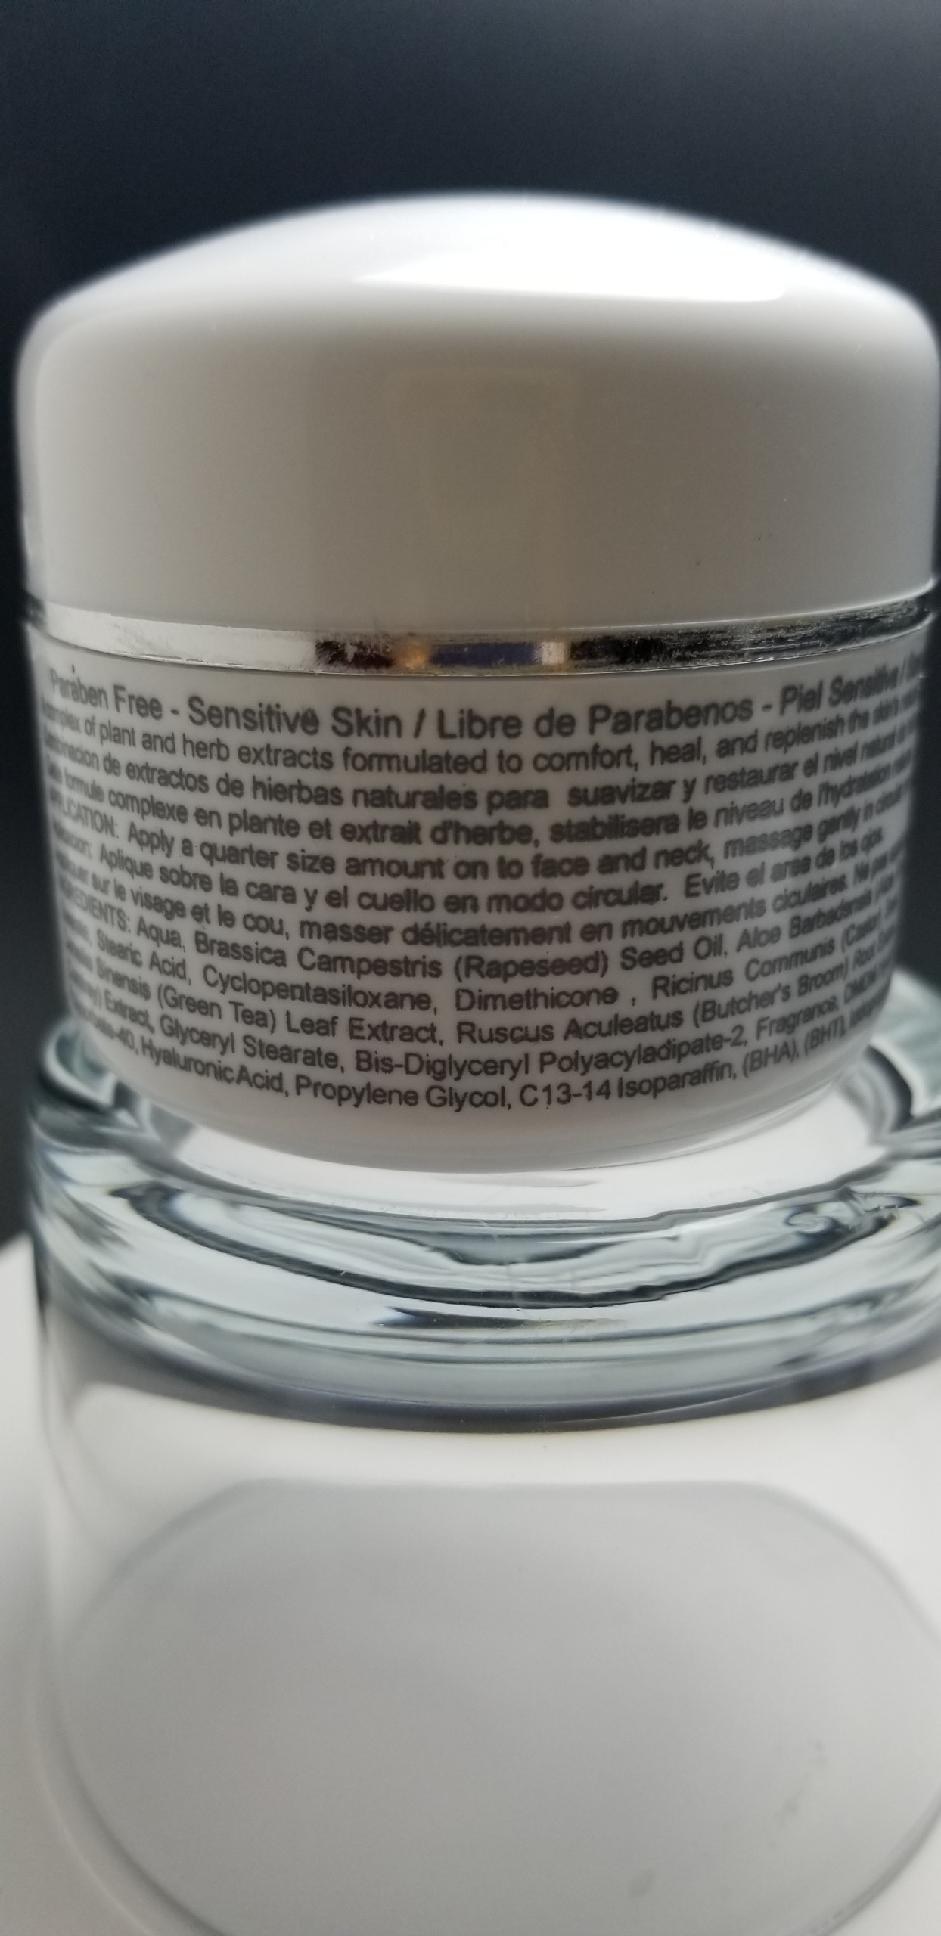 Paraben Free - Sensitive Skin / Libre de Parabenos - Piel Sensitive /
of plant and herb extracts formulated to comfort, heal, and replenish the skin's
de extractos de hierbas naturales para suavizar y restaurar el nivel natural
formule complexe en plante et extrait d'herbe, stabilisera le niveau de l'hydratation
APPLICATION: Apply a quarter size amount on to face and neck, massage gently in
Aplique sobre la cara y el cuello en modo circular. Evite el area de los ojos.
sur le visage et le cou, masser délicatement en mouvements ciculaires. Ne pas
INGREDIENTS: Aqua, Brassica Campestris (Rapeseed) Seed Oil, Aloe Barbadensis
Stearic Acid, Cyclopentasiloxane, Dimethicone , Ricinus Communis
Sinensis (Green Tea) Leaf Extract, Ruscus Aculeatus (Butcher's Broom) Root
Extract, Glyceryl Stearate, Bis-Diglyceryl Polyacyladipate-2, Fragrance,
Hyaluronic Acid, Propylene Glycol, C13-14 Isoparaffin, (BHA), (BHT),